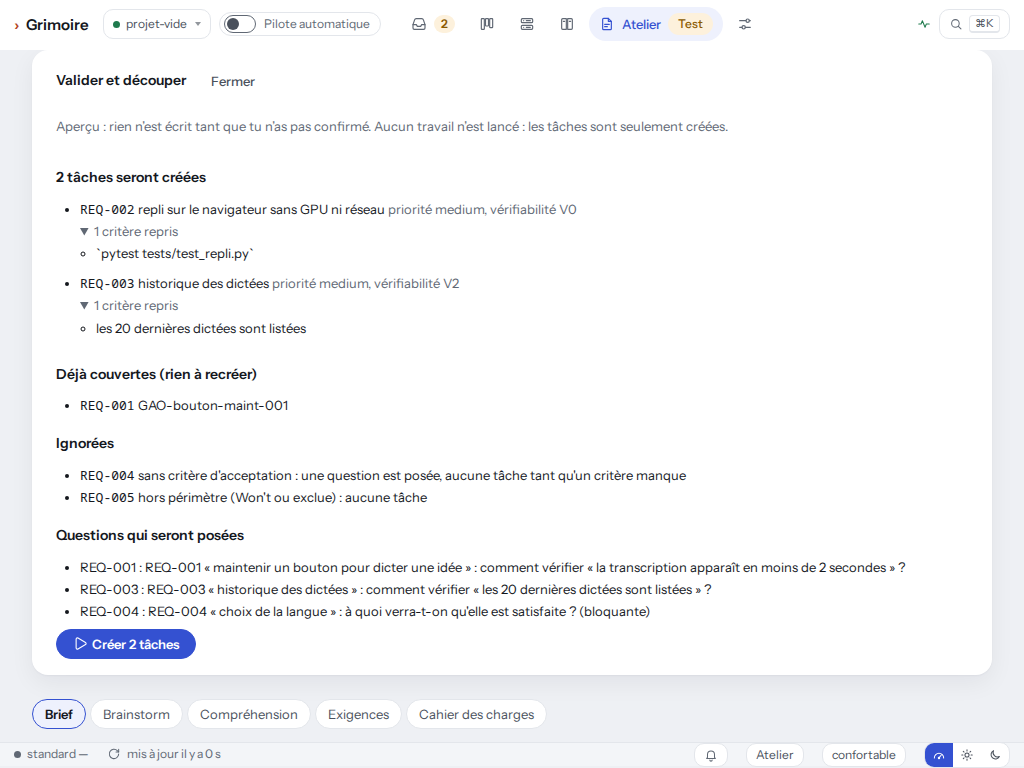 Grimoire projet-vide Pilote automatique 2 Atelier Test ⌘K
Valider et découper Fermer
Aperçu : rien n'est écrit tant que tu n'as pas confirmé. Aucun travail n'est lancé : les tâches sont seulement créées.
2 tâches seront créées
REQ-002 repli sur le navigateur sans GPU ni réseau priorité medium, vérifiabilité V0
1 critère repris
`pytest tests/test_repli.py`
REQ-003 historique des dictées priorité medium, vérifiabilité V2
1 critère repris
les 20 dernières dictées sont listées
Déjà couvertes (rien à recréer)
REQ-001 GAO-bouton-maint-001
Ignorées
REQ-004 sans critère d'acceptation : une question est posée, aucune tâche tant qu'un critère manque
REQ-005 hors périmètre (Won't ou exclue) : aucune tâche
Questions qui seront posées
REQ-001 : REQ-001 « maintenir un bouton pour dicter une idée » : comment vérifier « la transcription apparaît en moins de 2 secondes » ?
REQ-003 : REQ-003 « historique des dictées » : comment vérifier « les 20 dernières dictées sont listées » ?
REQ-004 : REQ-004 « choix de la langue » : à quoi verra-t-on qu'elle est satisfaite ? (bloquante)
Créer 2 tâches
Brief Brainstorm Compréhension Exigences Cahier des charges
standard — mis à jour il y a 0 s Atelier confortable